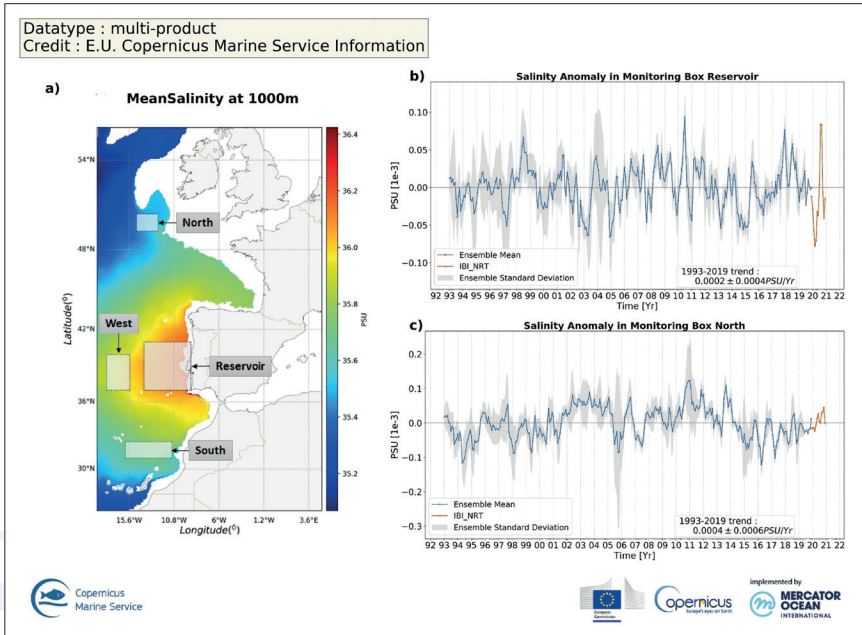 Datatype : multi-product
Credit : E.U. Copernicus Marine Service Information
a)
MeanSalinity at 1000m
54°N
48°N
42°N
36°N
30°N
Latitude(⁰)
North
West
Reservoir
South
15.6°W 10.8°W 6°W 1.2°W 3.6°E
Longitude(⁰)
36.4
36.2
36.0
35.8
35.6
35.4
35.2
PSU
b)
Salinity Anomaly in Monitoring Box Reservoir
0.10
0.05
0.00
−0.05
−0.10
PSU [1e-3]
Ensemble Mean
IBI_NRT
Ensemble Standard Deviation
1993-2019 trend :
0.0002 ± 0.0004PSU/Yr
92 93 94 95 96 97 98 99 00 01 02 03 04 05 06 07 08 09 10 11 12 13 14 15 16 17 18 19 20 21 22
Time [Yr]
c)
Salinity Anomaly in Monitoring Box North
0.2
0.1
0.0
−0.1
−0.2
−0.3
PSU [1e-3]
Ensemble Mean
IBI_NRT
Ensemble Standard Deviation
1993-2019 trend :
0.0004 ± 0.0006PSU/Yr
92 93 94 95 96 97 98 99 00 01 02 03 04 05 06 07 08 09 10 11 12 13 14 15 16 17 18 19 20 21 22
Time [Yr]
Copernicus
Marine Service
European
Commission
opernicus
Europe's eyes on Earth
implemented by
MERCATOR
OCEAN
INTERNATIONAL